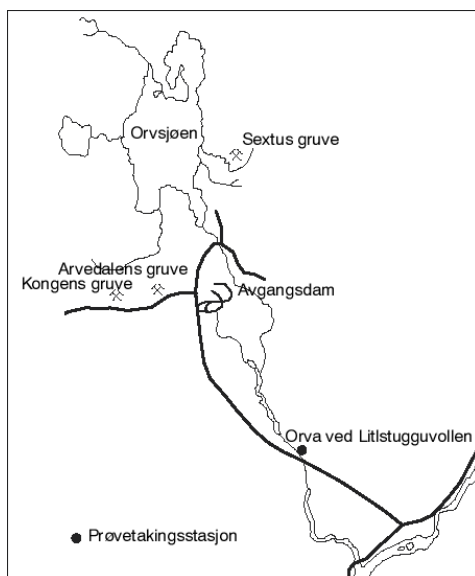 Orvsjøen
Sextus gruve
Arvedalens gruve
Kongens gruve
Avgangsdam
Orva ved Litlstugguvollen
Prøvetakingsstasjon